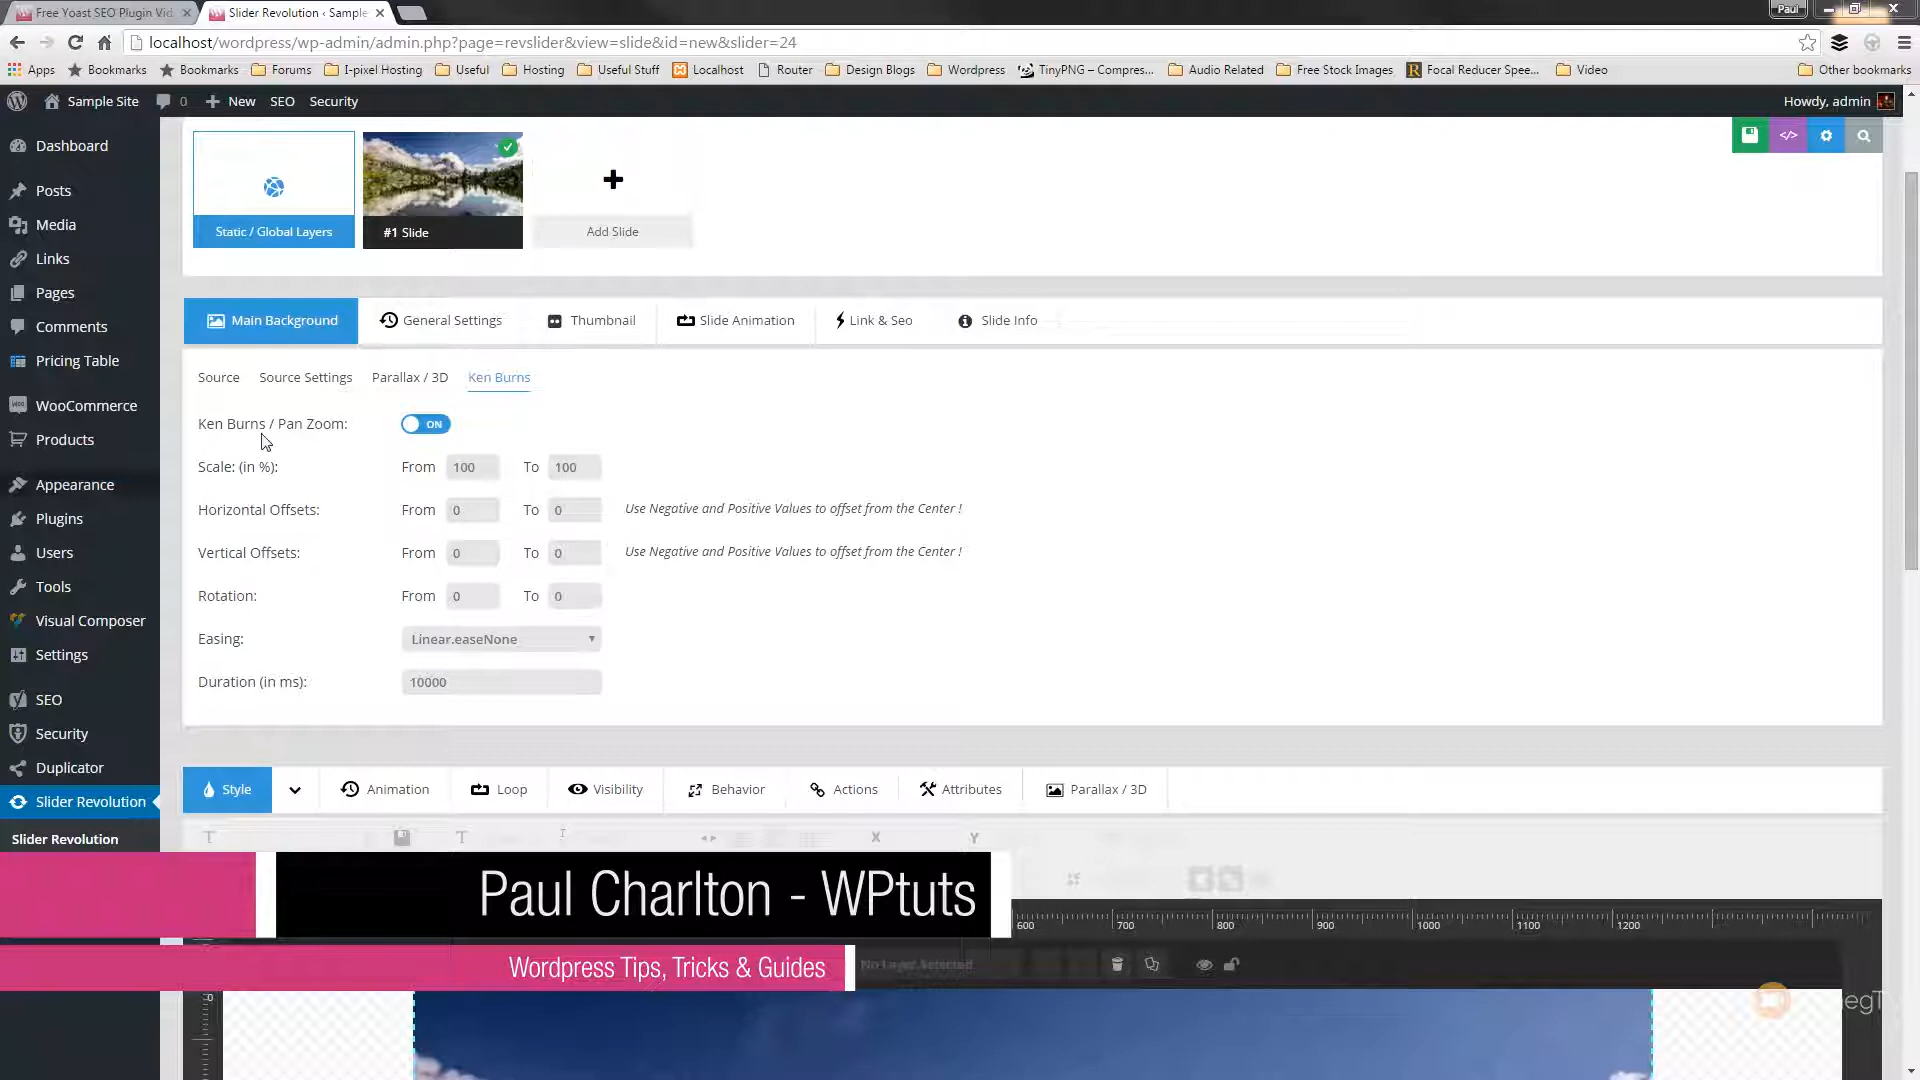 Free Yoast SEO Plugin Vid
Slider Revolution ‹ Sample
Paul
localhost/wordpress/wp-admin/admin.php?page=revslider&view=slide&id=new&slider=24
Apps
Bookmarks
Bookmarks
Forums
I-pixel Hosting
Useful
Hosting
Useful Stuff
Localhost
Router
Design Blogs
Wordpress
TinyPNG – Compres...
Audio Related
Free Stock Images
Focal Reducer Spee...
Video
Other bookmarks
Sample Site
0
New
SEO
Security
Howdy, admin
Dashboard
Posts
Media
Links
Pages
Comments
Pricing Table
WooCommerce
Products
Appearance
Plugins
Users
Tools
Visual Composer
Settings
SEO
Security
Duplicator
Slider Revolution
Slider Revolution
Static / Global Layers
#1 Slide
Add Slide
Main Background
General Settings
Thumbnail
Slide Animation
Link & Seo
Slide Info
Source
Source Settings
Parallax / 3D
Ken Burns
Ken Burns / Pan Zoom: ON
Scale: (in %): From 100 To 100
Horizontal Offsets: From 0 To 0 Use Negative and Positive Values to offset from the Center !
Vertical Offsets: From 0 To 0 Use Negative and Positive Values to offset from the Center !
Rotation: From 0 To 0
Easing: Linear.easeNone
Duration (in ms): 10000
Style
Animation
Loop
Visibility
Behavior
Actions
Attributes
Parallax / 3D
X
Y
Paul Charlton - WPtuts
600 700 800 900 1000 1100 1200
Wordpress Tips, Tricks & Guides
No Layer Selected
0